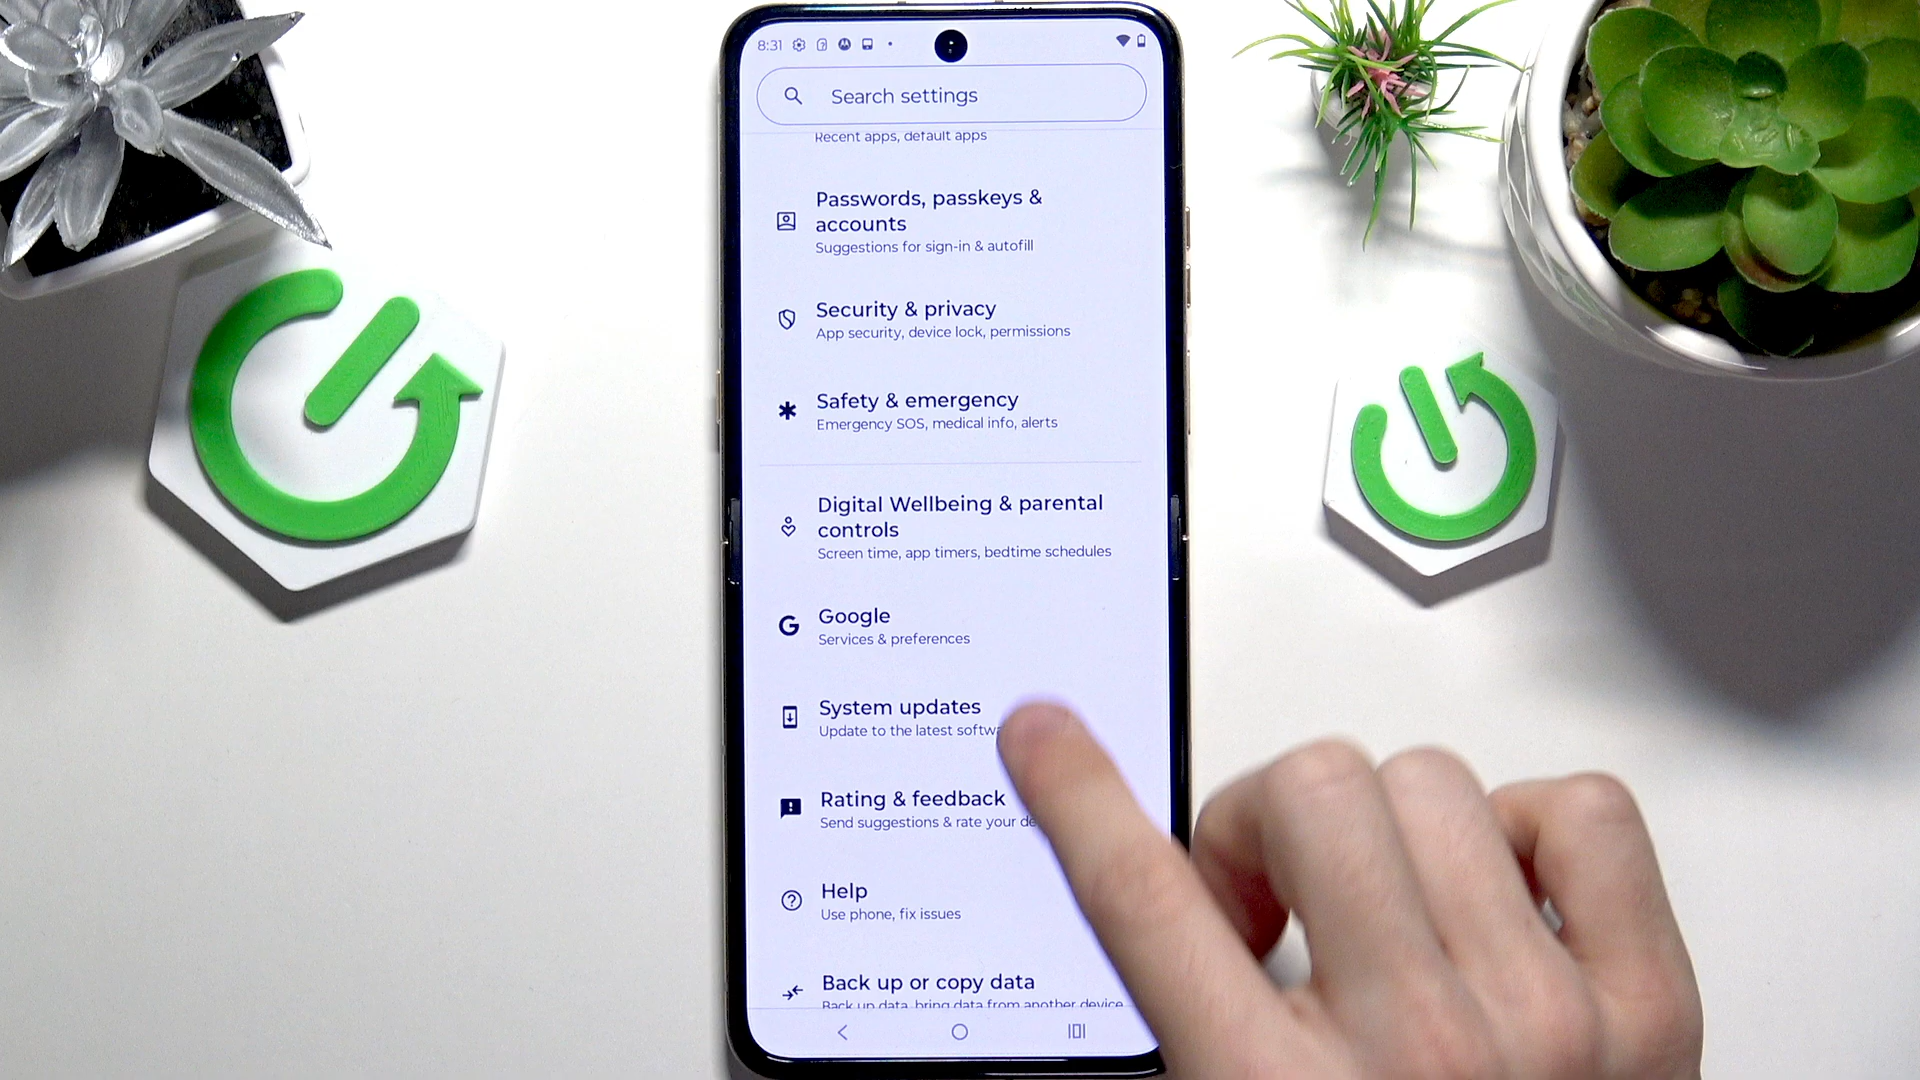 8:31
Search settings
Recent apps, default apps
Passwords, passkeys &
accounts
Suggestions for sign-in & autofill
Security & privacy
App security, device lock, permissions
Safety & emergency
Emergency SOS, medical info, alerts
Digital Wellbeing & parental
controls
Screen time, app timers, bedtime schedules
Google
Services & preferences
System updates
Update to the latest
Rating & feedback
Send suggestions & rate your
Help
Use phone, fix issues
Back up or copy data
Back up data, bring data from another device